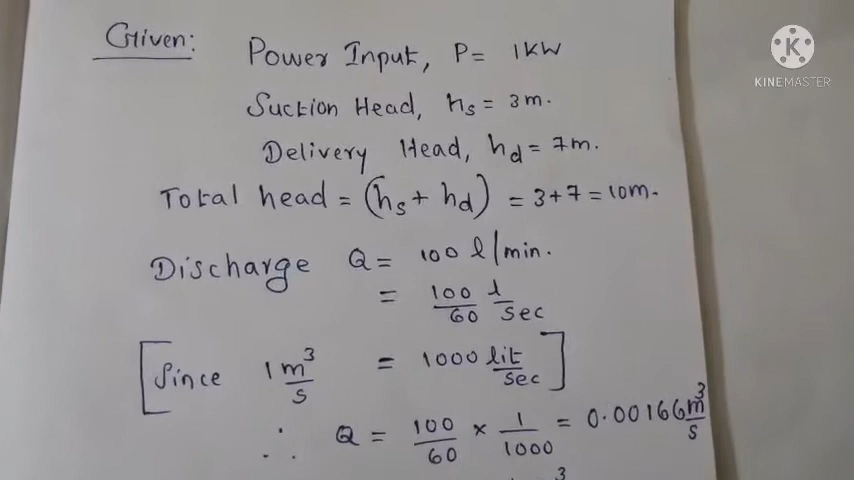 Given:
Power Input, P = 1KW
Suction Head, hs = 3m.
Delivery Head, hd = 7m.
Total head = (hs + hd) = 3+7 = 10m.
Discharge Q = 100 l/min.
= 100/60 l/sec
[Since 1 m³/s = 1000 lit/sec]
∴ Q = 100/60 × 1/1000 = 0.00166 m³/s
K
KINEMASTER